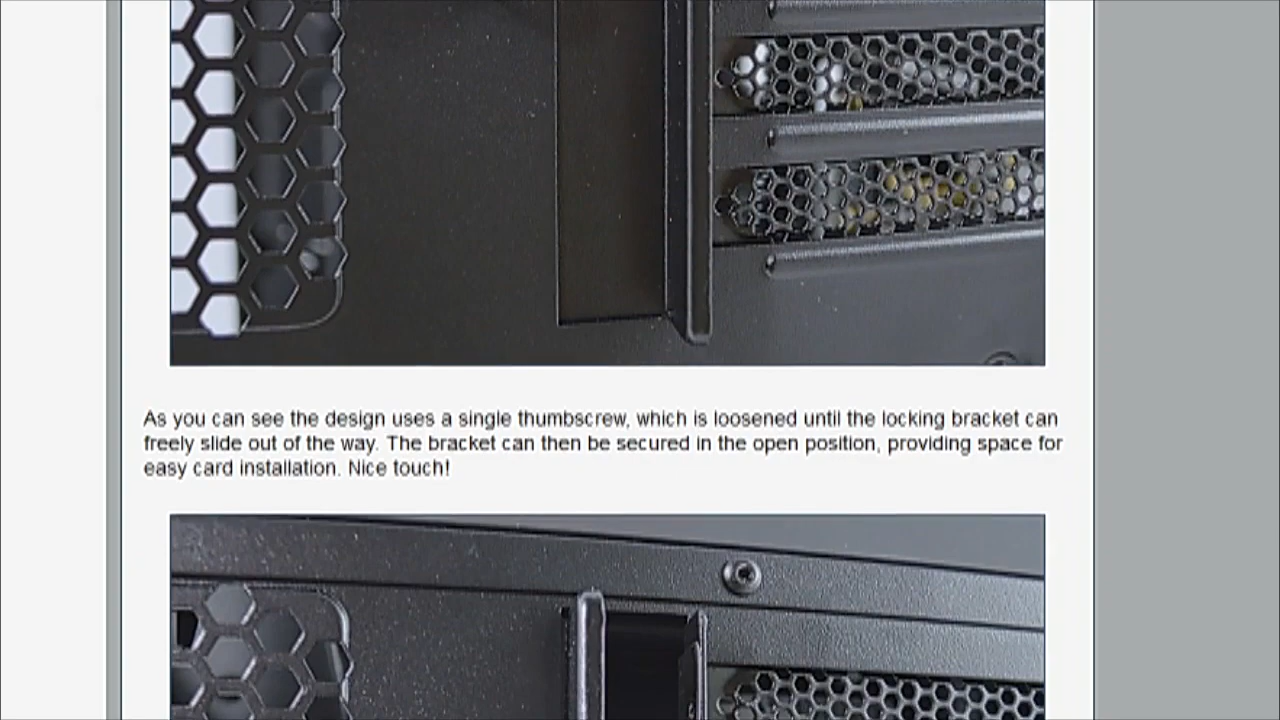 As you can see the design uses a single thumbscrew, which is loosened until the locking bracket can
freely slide out of the way. The bracket can then be secured in the open position, providing space for
easy card installation. Nice touch!